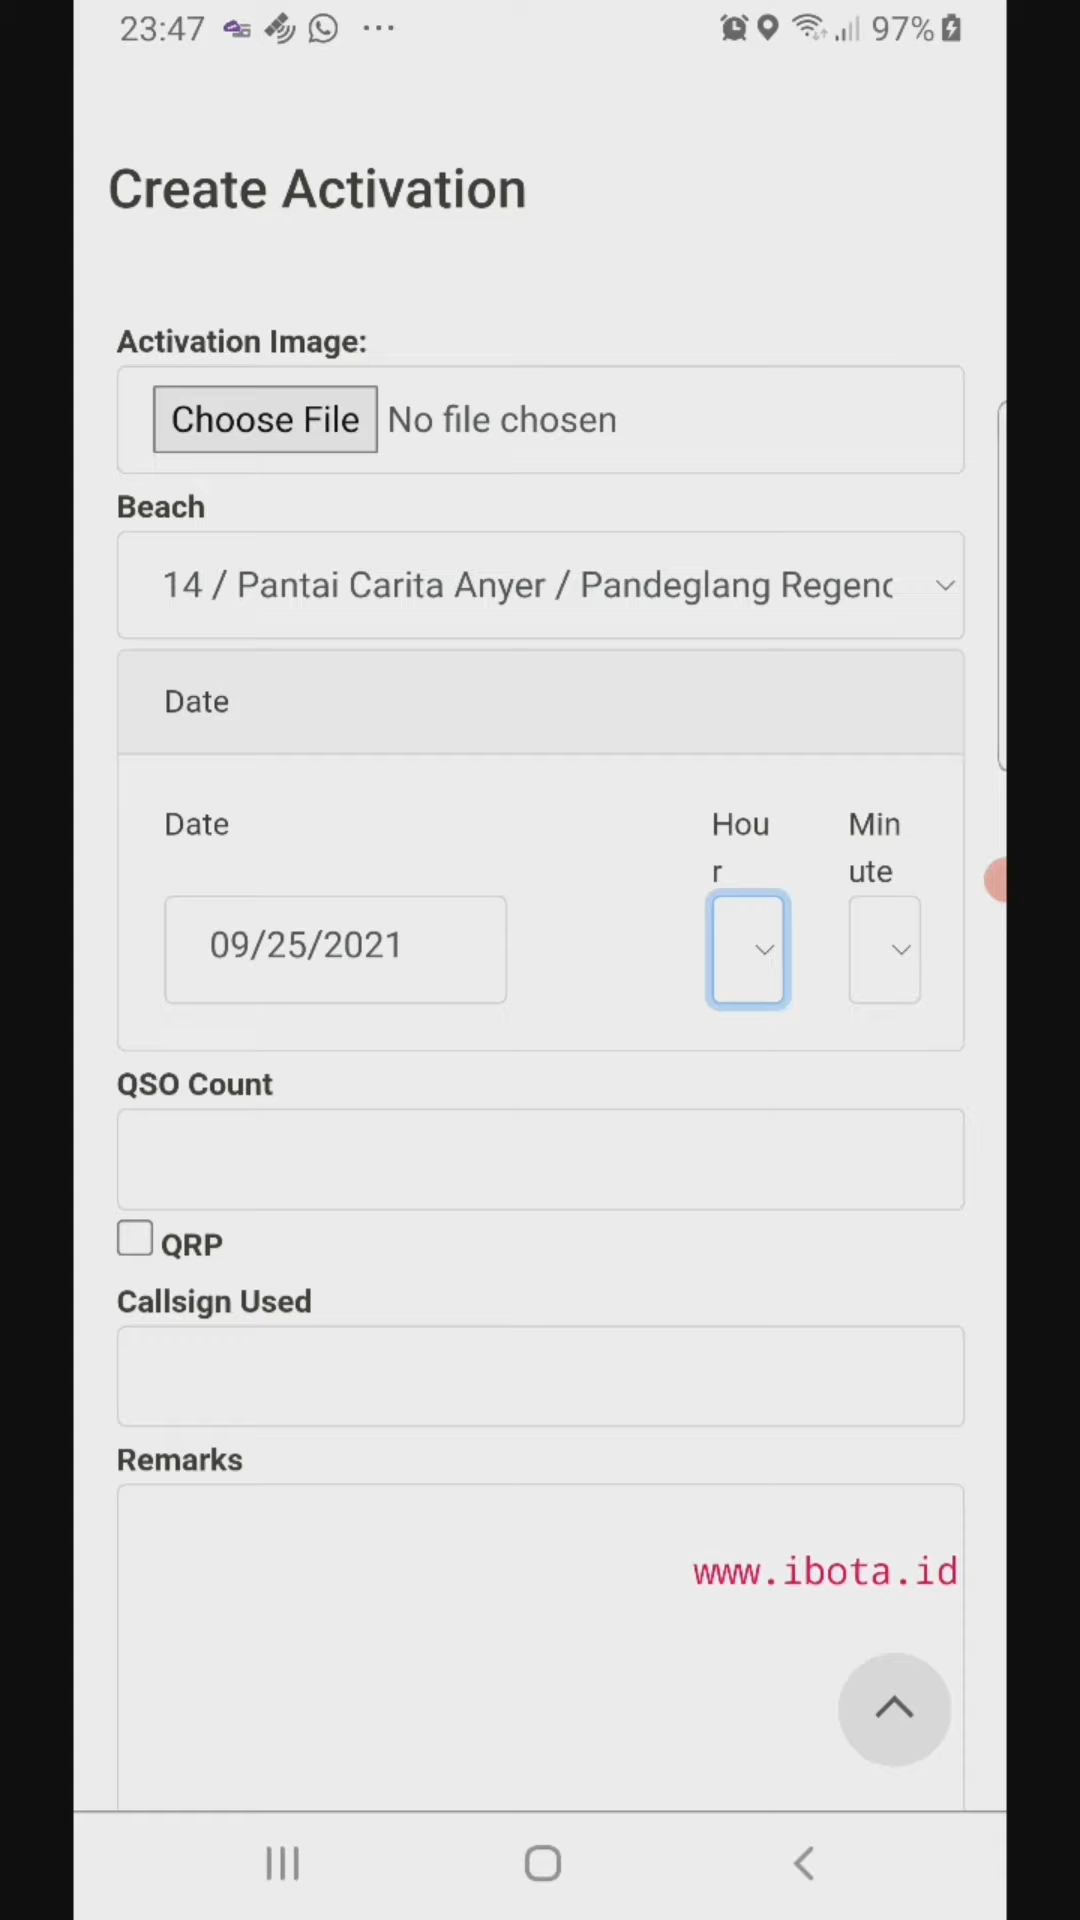 23:47 ... 97%
Create Activation
Activation Image:
Choose File No file chosen
Beach
14 / Pantai Carita Anyer / Pandeglang Regenc
Date
Date
Hou
r
Min
ute
09/25/2021
QSO Count
QRP
Callsign Used
Remarks
www.ibota.id